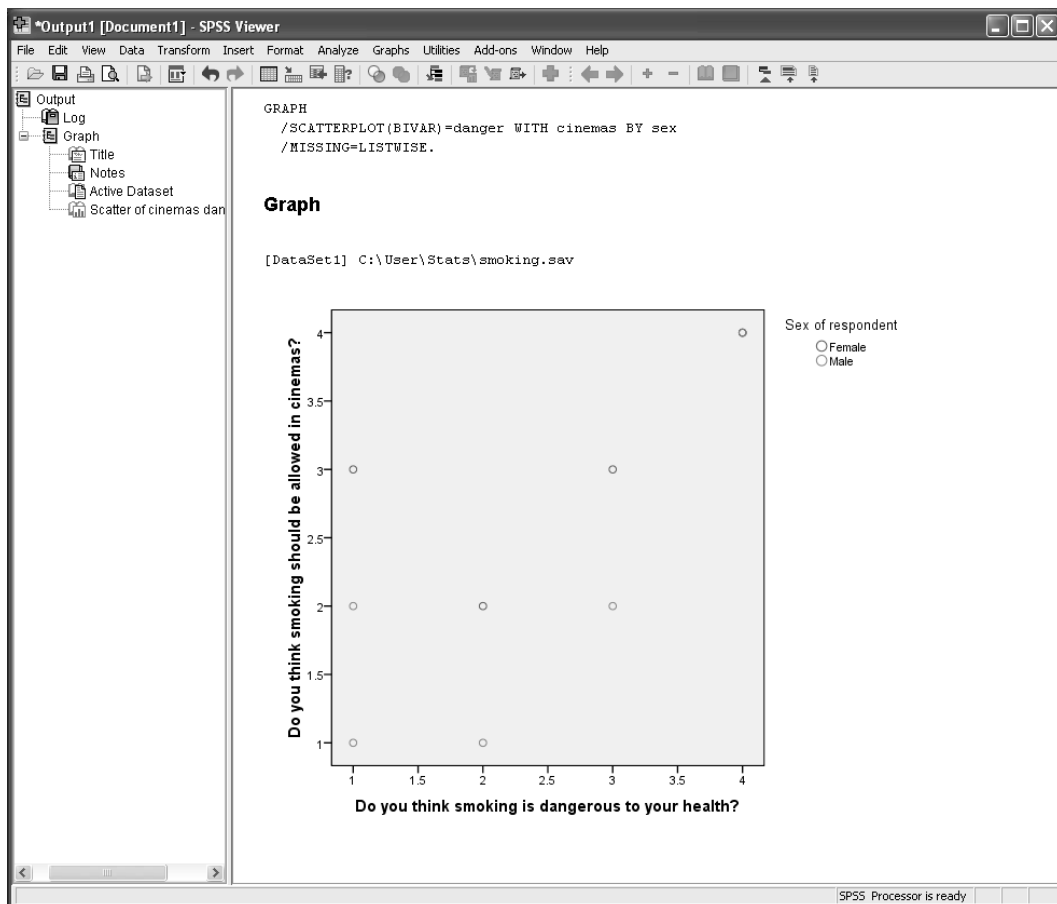 *Output1 [Document1] - SPSS Viewer
File Edit View Data Transform Insert Format Analyze Graphs Utilities Add-ons Window Help
Output
Log
Graph
Title
Notes
Active Dataset
Scatter of cinemas dan
GRAPH
/SCATTERPLOT(BIVAR)=danger WITH cinemas BY sex
/MISSING=LISTWISE.
Graph
[DataSet1] C:\User\Stats\smoking.sav
Do you think smoking should be allowed in cinemas?
4
3.5
3
2.5
2
1.5
1
1 1.5 2 2.5 3 3.5 4
Do you think smoking is dangerous to your health?
Sex of respondent
Female
Male
SPSS Processor is ready